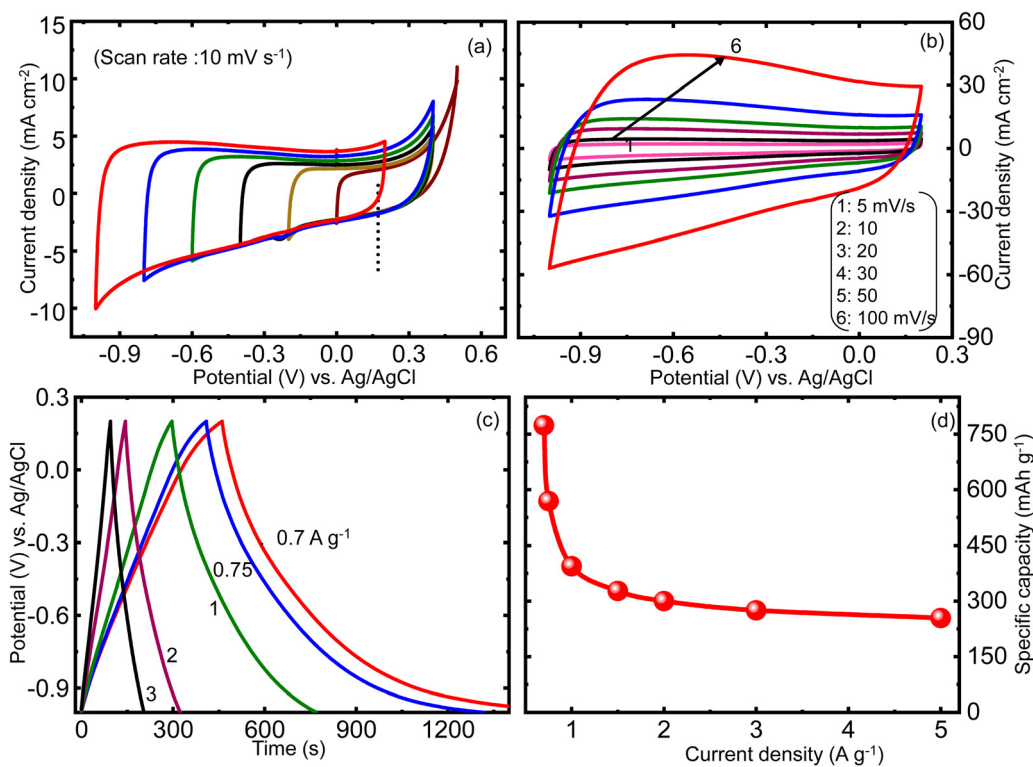 (a)
(Scan rate :10 mV s⁻¹)
15
10
5
0
-5
-10
Current density (mA cm⁻²)
-0.9 -0.6 -0.3 0.0 0.3 0.6
Potential (V) vs. Ag/AgCl
(b)
6
1
60
30
0
-30
-60
-90
Current density (mA cm⁻²)
1: 5 mV/s
2: 10
3: 20
4: 30
5: 50
6: 100 mV/s
-0.9 -0.6 -0.3 0.0 0.3
Potential (V) vs. Ag/AgCl
(c)
0.3
0.0
-0.3
-0.6
-0.9
Potential (V) vs. Ag/AgCl
0.7 A g⁻¹
0.75
1
2
3
0 300 600 900 1200
Time (s)
(d)
750
600
450
300
150
0
Specific capacity (mAh g⁻¹)
1 2 3 4 5
Current density (A g⁻¹)